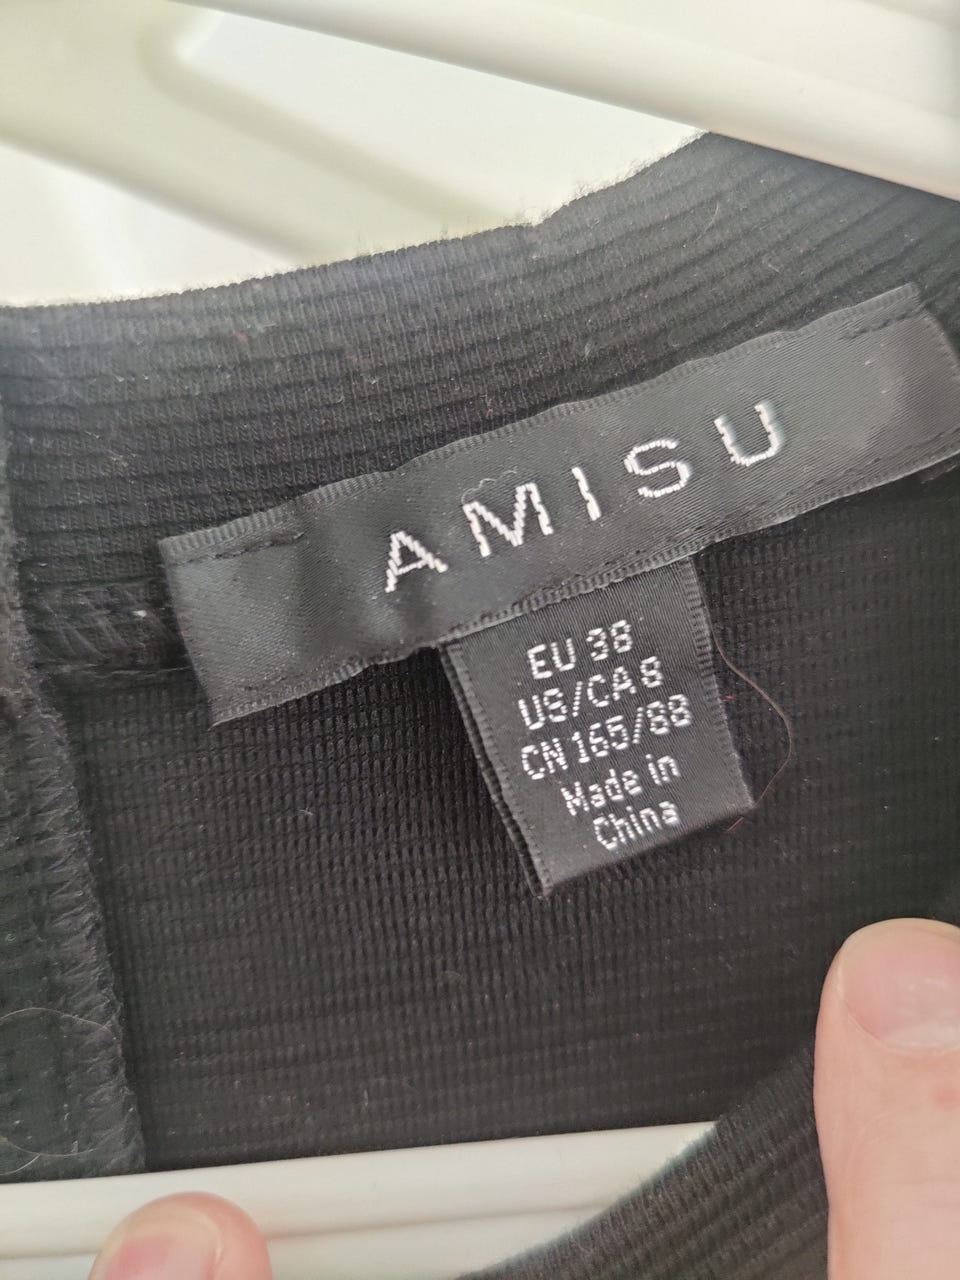 AMISU
EU 38
US/CA 8
CN 165/88
Made in
China